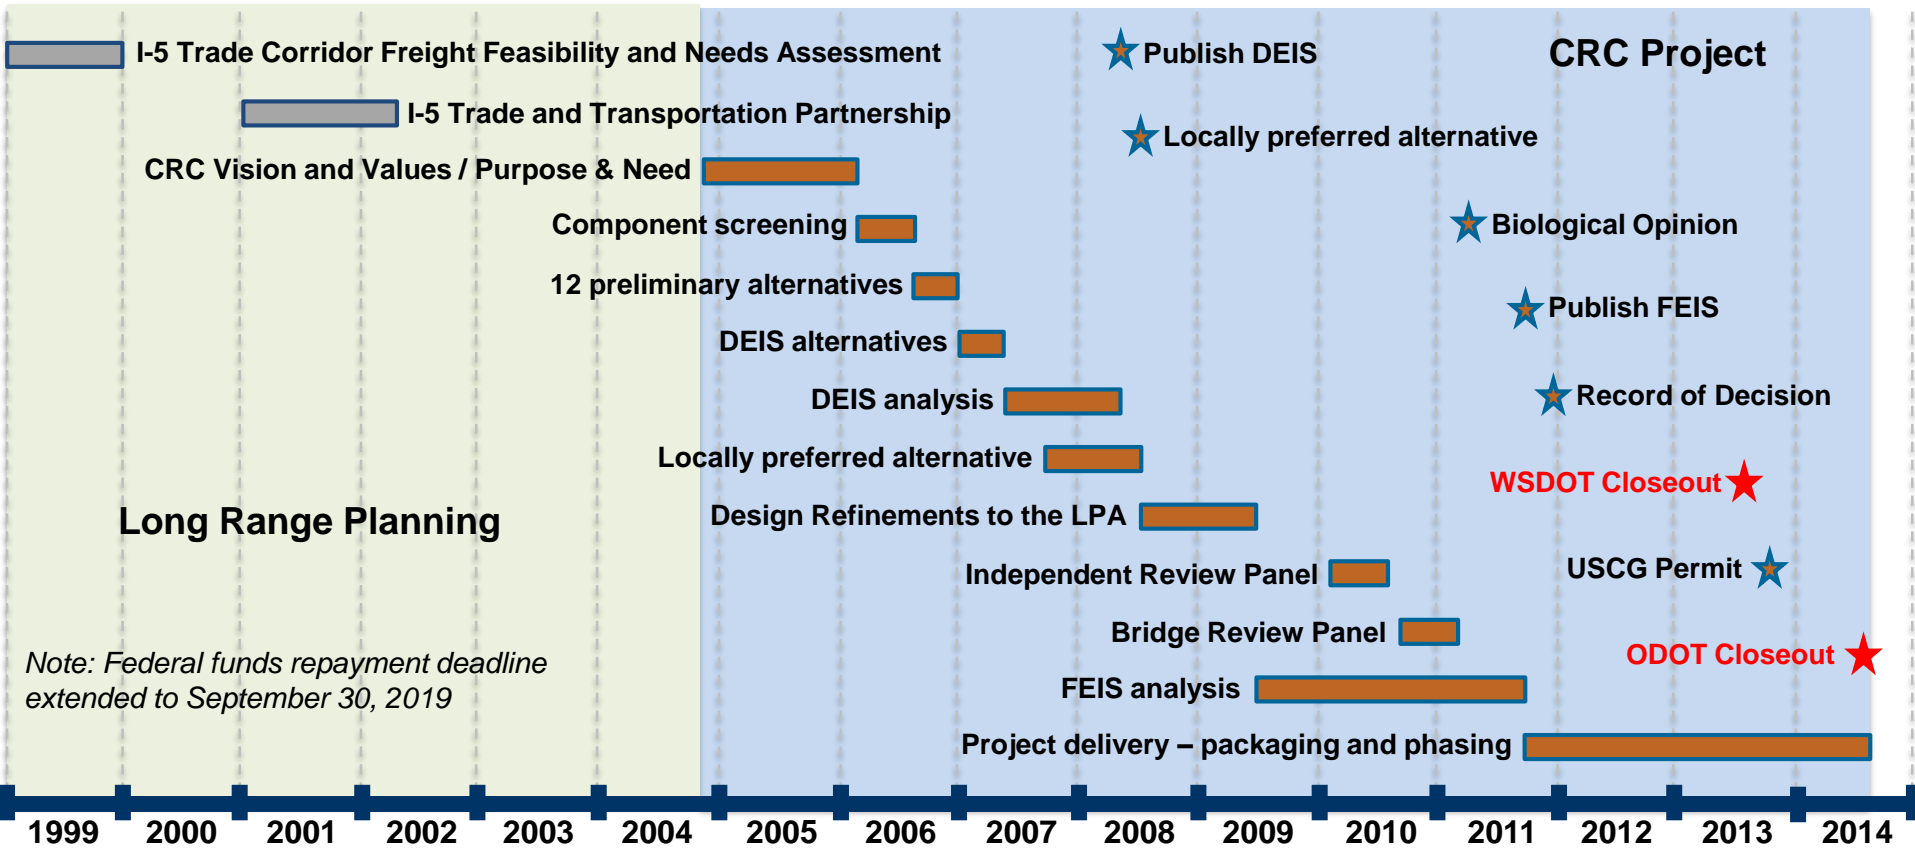 I-5 Trade Corridor Freight Feasibility and Needs Assessment
Publish DEIS
CRC Project
I-5 Trade and Transportation Partnership
Locally preferred alternative
CRC Vision and Values / Purpose & Need
Component screening
Biological Opinion
12 preliminary alternatives
Publish FEIS
DEIS alternatives
DEIS analysis
Record of Decision
Locally preferred alternative
WSDOT Closeout
Long Range Planning
Design Refinements to the LPA
Independent Review Panel
USCG Permit
Bridge Review Panel
Note: Federal funds repayment deadline
extended to September 30, 2019
ODOT Closeout
FEIS analysis
Project delivery – packaging and phasing
1999 2000 2001 2002 2003 2004 2005 2006 2007 2008 2009 2010 2011 2012 2013 2014